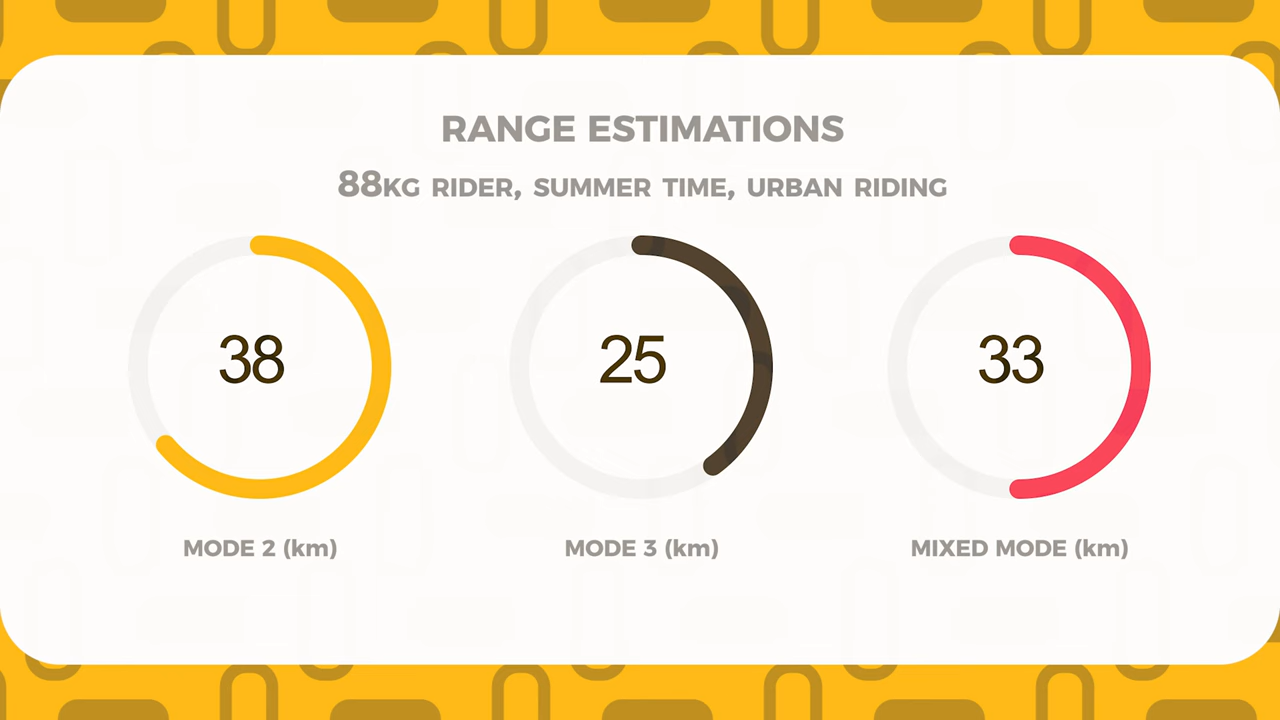 RANGE ESTIMATIONS
88KG RIDER, SUMMER TIME, URBAN RIDING
38
25
33
MODE 2 (km)
MODE 3 (km)
MIXED MODE (km)